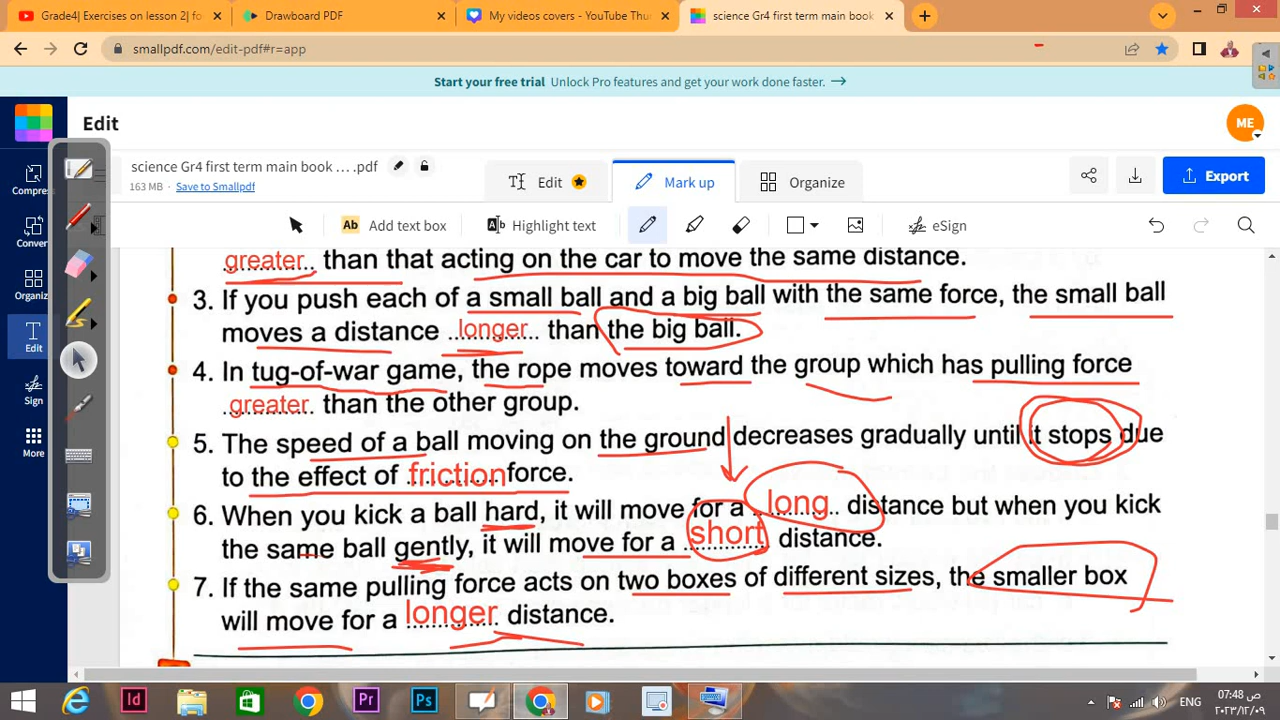 Grade4| Exercises on lesson 2| fo
Drawboard PDF
My videos covers - YouTube Thu
science Gr4 first term main book
smallpdf.com/edit-pdf#r=app
Start your free trial Unlock Pro features and get your work done faster. →
Edit
ME
science Gr4 first term main book ... .pdf
163 MB • Save to Smallpdf
Edit
Mark up
Organize
Export
Compres
Conver
Organiz
Edit
Sign
More
Ab Add text box
Highlight text
eSign
greater than that acting on the car to move the same distance.
3. If you push each of a small ball and a big ball with the same force, the small ball
moves a distance longer than the big ball.
4. In tug-of-war game, the rope moves toward the group which has pulling force
greater than the other group.
5. The speed of a ball moving on the ground decreases gradually until it stops due
to the effect of friction force.
6. When you kick a ball hard, it will move for a long distance but when you kick
the same ball gently, it will move for a short distance.
7. If the same pulling force acts on two boxes of different sizes, the smaller box
will move for a longer distance.
Id
Pr
Ps
ENG
07:48 ص
٢٠٢٣/١٢/٠٩